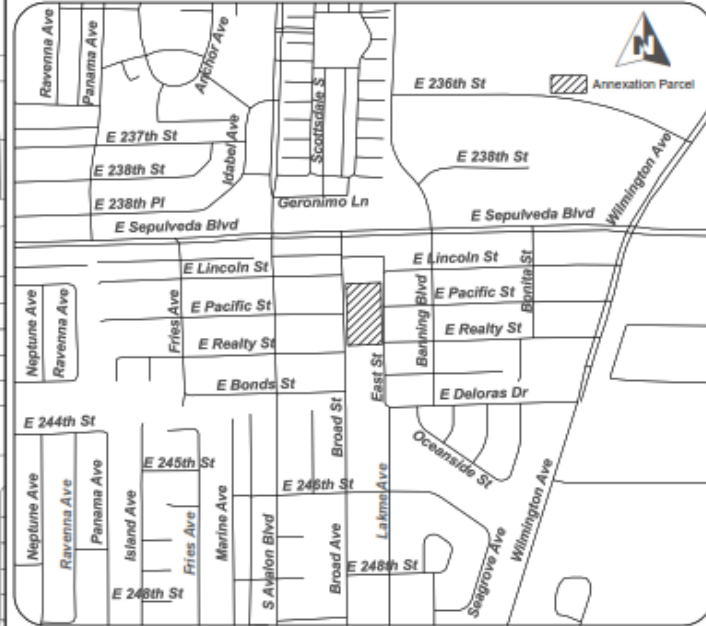 N
Annexation Parcel
Ravenna Ave
Panama Ave
Anchor Ave
Scottsdale S
E 236th St
E 237th St
Idabel Ave
E 238th St
E 238th St
Wilmington Ave
E 238th Pl
Geronimo Ln
E Sepulveda Blvd
E Sepulveda Blvd
E Lincoln St
E Lincoln St
Bonita St
Neptune Ave
Ravenna Ave
Fries Ave
E Pacific St
E Pacific St
Banning Blvd
E Realty St
E Realty St
East St
E Bonds St
E Deloras Dr
E 244th St
Broad St
Oceanside St
E 245th St
Neptune Ave
Ravenna Ave
Panama Ave
Island Ave
Fries Ave
Marine Ave
E 246th St
S Avalon Blvd
Broad Ave
Lakme Ave
Seagrove Ave
Wilmington Ave
E 248th St
E 248th St